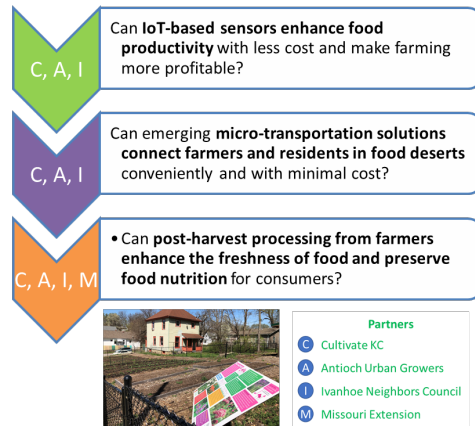 Can IoT-based sensors enhance food
productivity with less cost and make farming
more profitable?
C, A, I
Can emerging micro-transportation solutions
connect farmers and residents in food deserts
conveniently and with minimal cost?
C, A, I
• Can post-harvest processing from farmers
enhance the freshness of food and preserve
food nutrition for consumers?
C, A, I, M
Partners
C Cultivate KC
A Antioch Urban Growers
I Ivanhoe Neighbors Council
M Missouri Extension